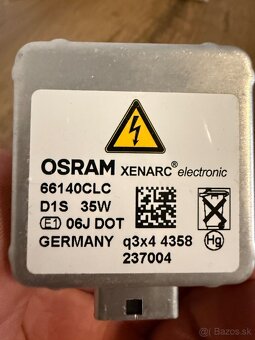 OSRAM XENARC® electronic
66140CLC
D1S 35W
E1 06J DOT
GERMANY q3x4 4358
Hg
237004
© bazos.sk